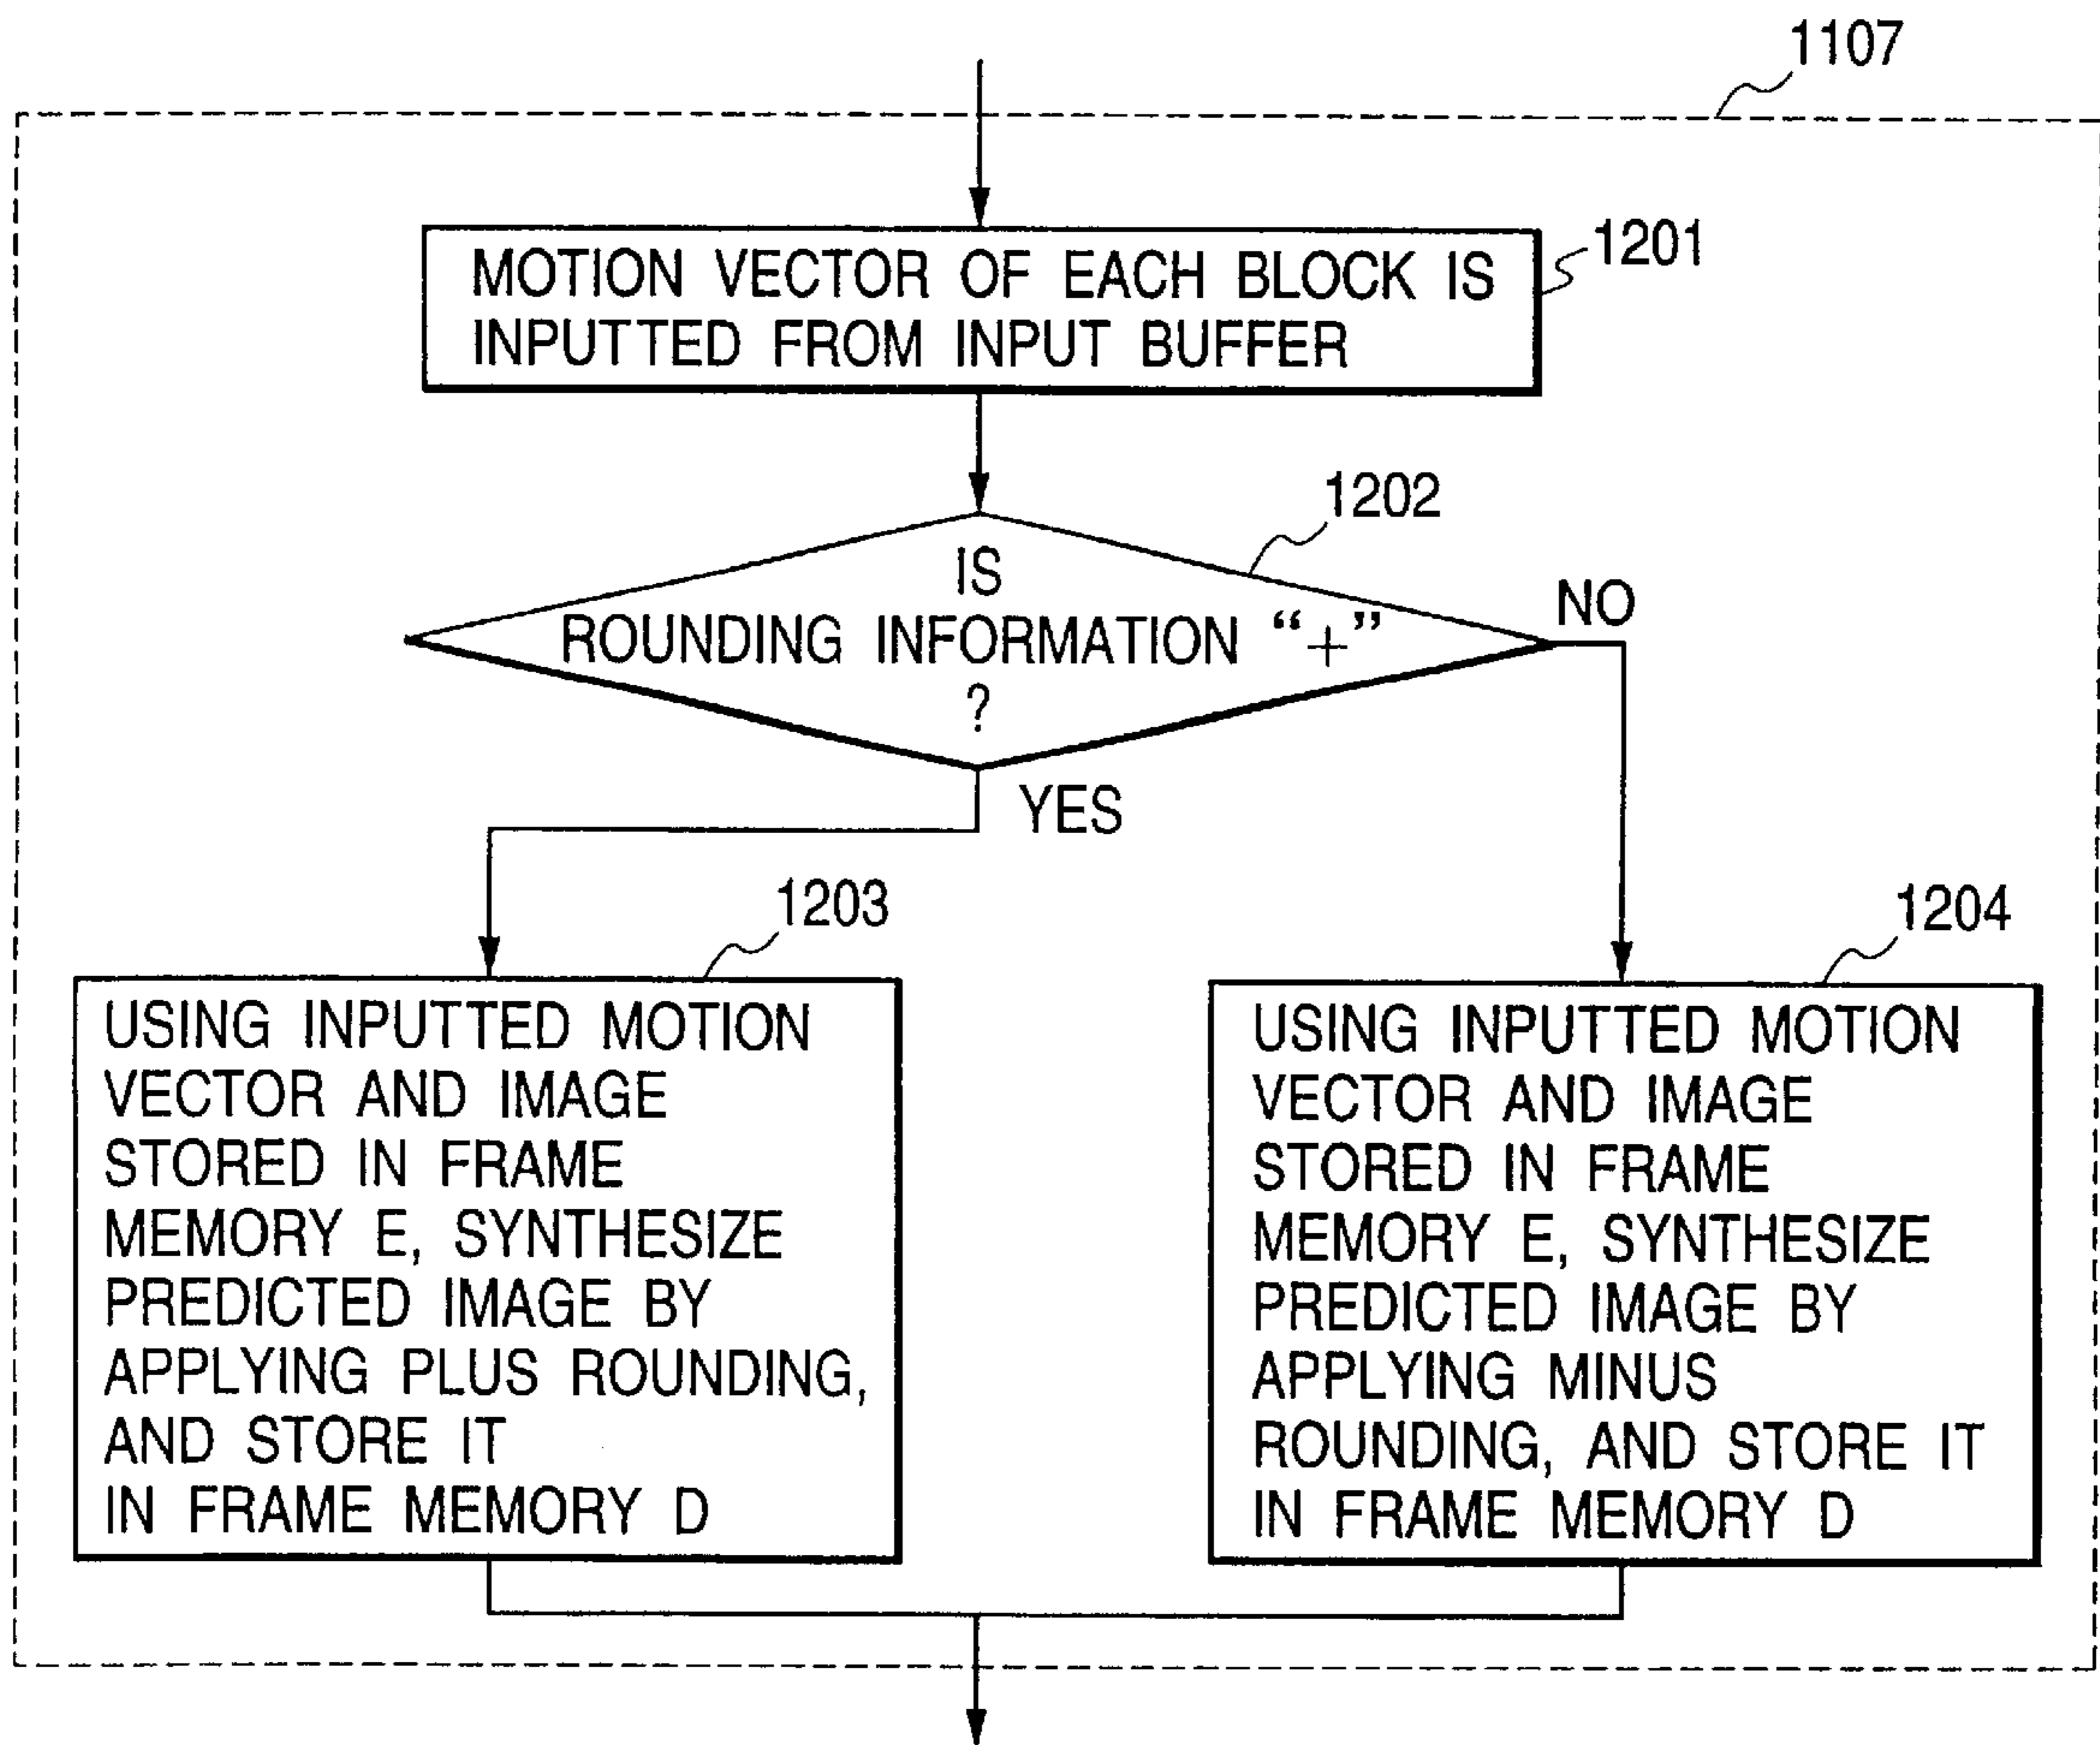 1107
MOTION VECTOR OF EACH BLOCK IS
INPUTTED FROM INPUT BUFFER
1201
1202
IS
ROUNDING INFORMATION “+”
?
NO
YES
1203
USING INPUTTED MOTION
VECTOR AND IMAGE
STORED IN FRAME
MEMORY E, SYNTHESIZE
PREDICTED IMAGE BY
APPLYING PLUS ROUNDING,
AND STORE IT
IN FRAME MEMORY D
1204
USING INPUTTED MOTION
VECTOR AND IMAGE
STORED IN FRAME
MEMORY E, SYNTHESIZE
PREDICTED IMAGE BY
APPLYING MINUS
ROUNDING, AND STORE IT
IN FRAME MEMORY D